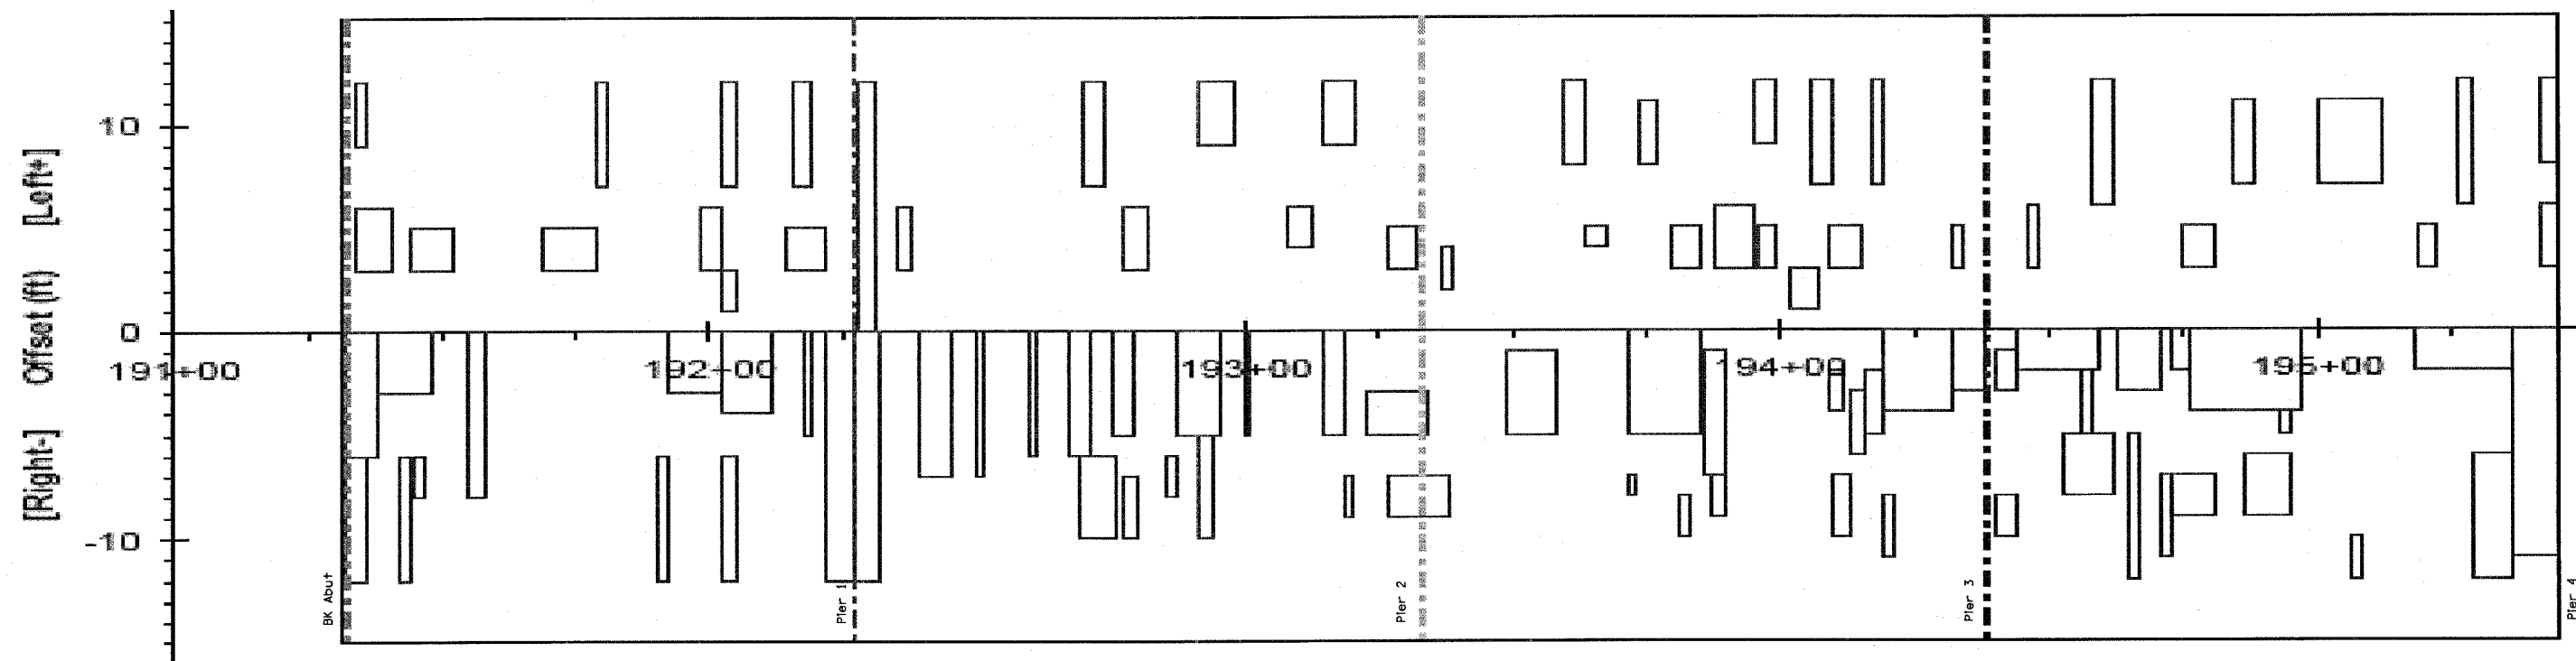 10
0
-10
[Right-] Offset (ft) [Left+]
191+00
192+00
193+00
194+00
195+00
BK Abut
Pier 1
Pier 2
Pier 3
Pier 4